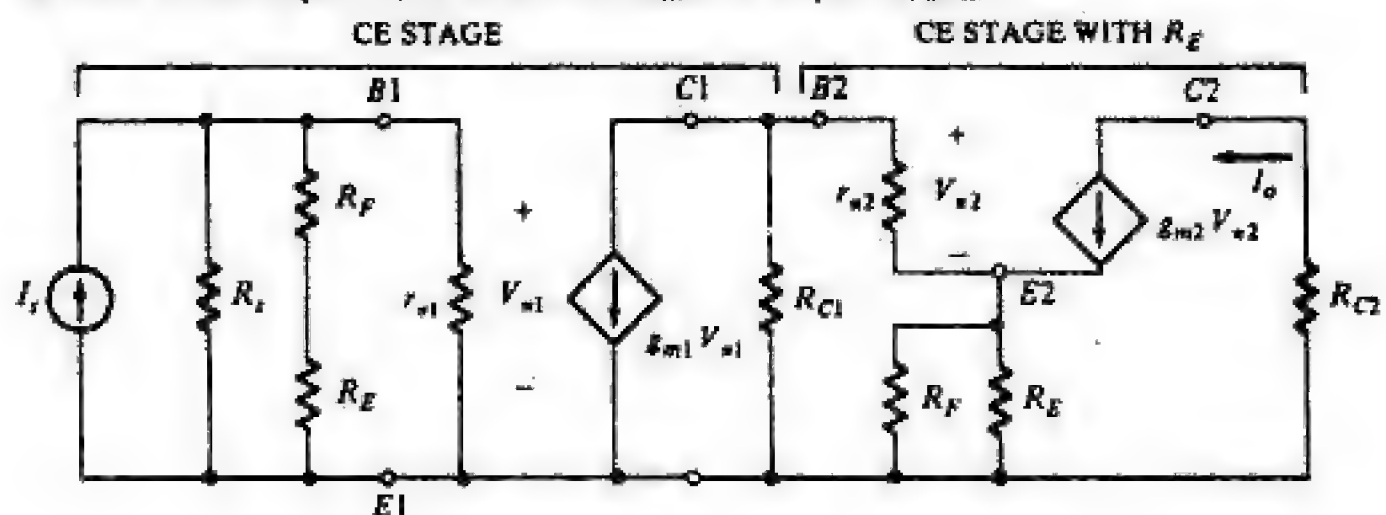 CE STAGE
CE STAGE WITH R_E
B1
C1
B2
C2
R_F
+
+
I_o
r_π2
V_π2
g_m2 V_π2
−
E2
I_s
R_s
r_π1
V_π1
R_C1
R_C2
g_m1 V_π1
−
R_E
R_F
R_E
E1